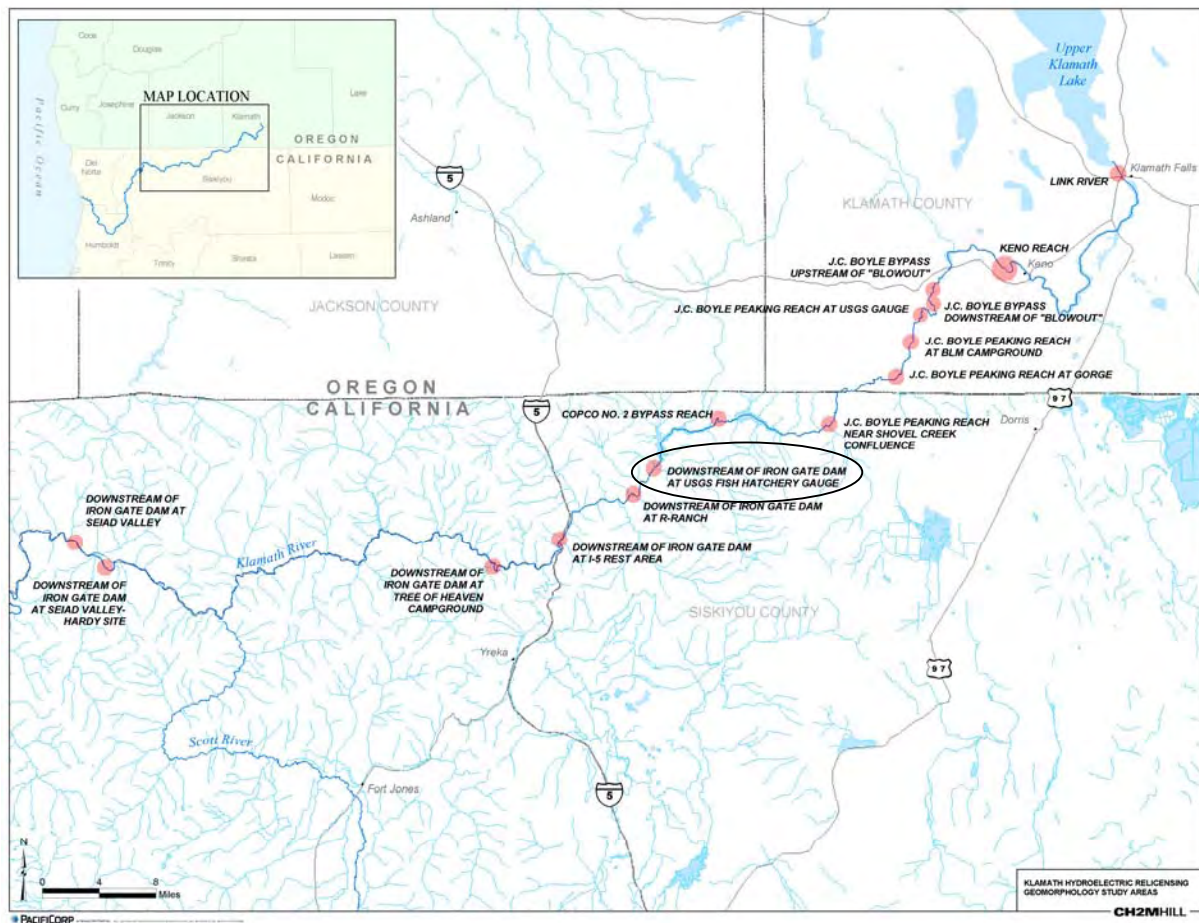 Coos
Douglas
Curry
Josephine
Jackson
Klamath
Lake
MAP LOCATION
OREGON
CALIFORNIA
Pacific Ocean
Del
Norte
Siskiyou
Modoc
Humboldt
Trinity
Shasta
Lassen
Upper
Klamath
Lake
5
Ashland
LINK RIVER
Klamath Falls
KLAMATH COUNTY
KENO REACH
Keno
J.C. BOYLE BYPASS
UPSTREAM OF "BLOWOUT"
JACKSON COUNTY
J.C. BOYLE PEAKING REACH AT USGS GAUGE
J.C. BOYLE BYPASS
DOWNSTREAM OF "BLOWOUT"
J.C. BOYLE PEAKING REACH
AT BLM CAMPGROUND
J.C. BOYLE PEAKING REACH AT GORGE
OREGON
CALIFORNIA
97
5
COPCO NO. 2 BYPASS REACH
J.C. BOYLE PEAKING REACH
NEAR SHOVEL CREEK
CONFLUENCE
Dorris
DOWNSTREAM OF IRON GATE DAM
AT USGS FISH HATCHERY GAUGE
DOWNSTREAM OF IRON GATE DAM
AT R-RANCH
DOWNSTREAM OF
IRON GATE DAM AT
SEIAD VALLEY
Klamath River
DOWNSTREAM OF IRON GATE DAM
AT I-5 REST AREA
DOWNSTREAM OF
IRON GATE DAM AT
TREE OF HEAVEN
CAMPGROUND
DOWNSTREAM OF
IRON GATE DAM
AT SEIAD VALLEY-
HARDY SITE
SISKIYOU COUNTY
Yreka
97
Scott River
Fort Jones
5
N
0 4 8
Miles
KLAMATH HYDROELECTRIC RELICENSING
GEOMORPHOLOGY STUDY AREAS
PACIFICORP
CH2MHILL